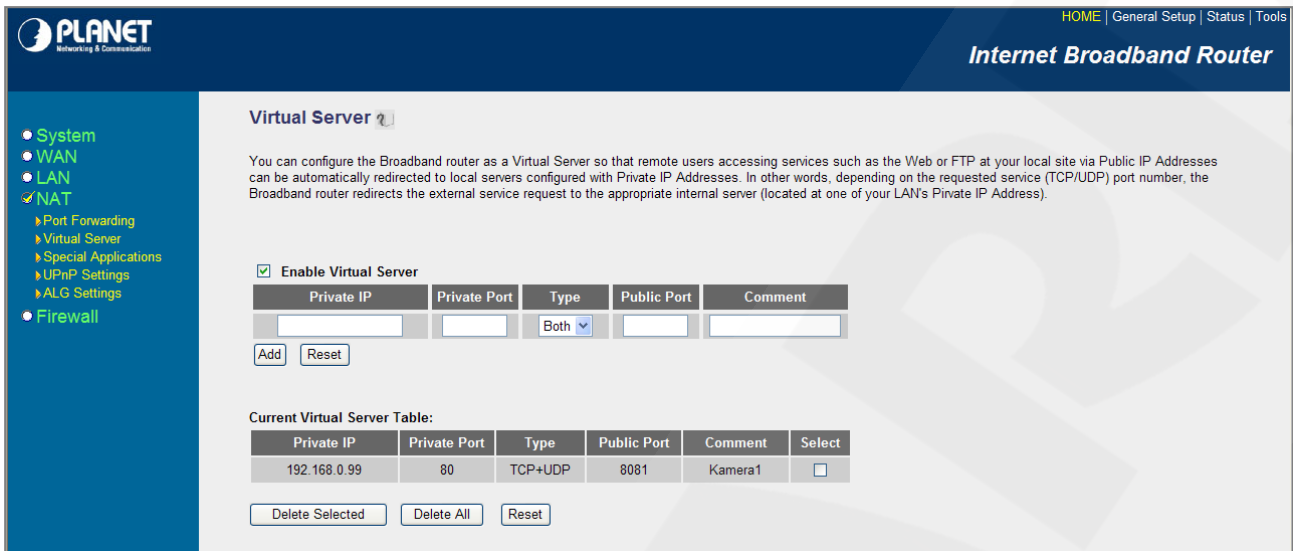 PLANET
Networking & Communication
HOME | General Setup | Status | Tools
Internet Broadband Router
System
WAN
LAN
NAT
Port Forwarding
Virtual Server
Special Applications
UPnP Settings
ALG Settings
Firewall
Virtual Server
You can configure the Broadband router as a Virtual Server so that remote users accessing services such as the Web or FTP at your local site via Public IP Addresses
can be automatically redirected to local servers configured with Private IP Addresses. In other words, depending on the requested service (TCP/UDP) port number, the
Broadband router redirects the external service request to the appropriate internal server (located at one of your LAN's Private IP Address).
Enable Virtual Server
Private IP Private Port Type Public Port Comment
Both
Add Reset
Current Virtual Server Table:
Private IP Private Port Type Public Port Comment Select
192.168.0.99 80 TCP+UDP 8081 Kamera1
Delete Selected Delete All Reset